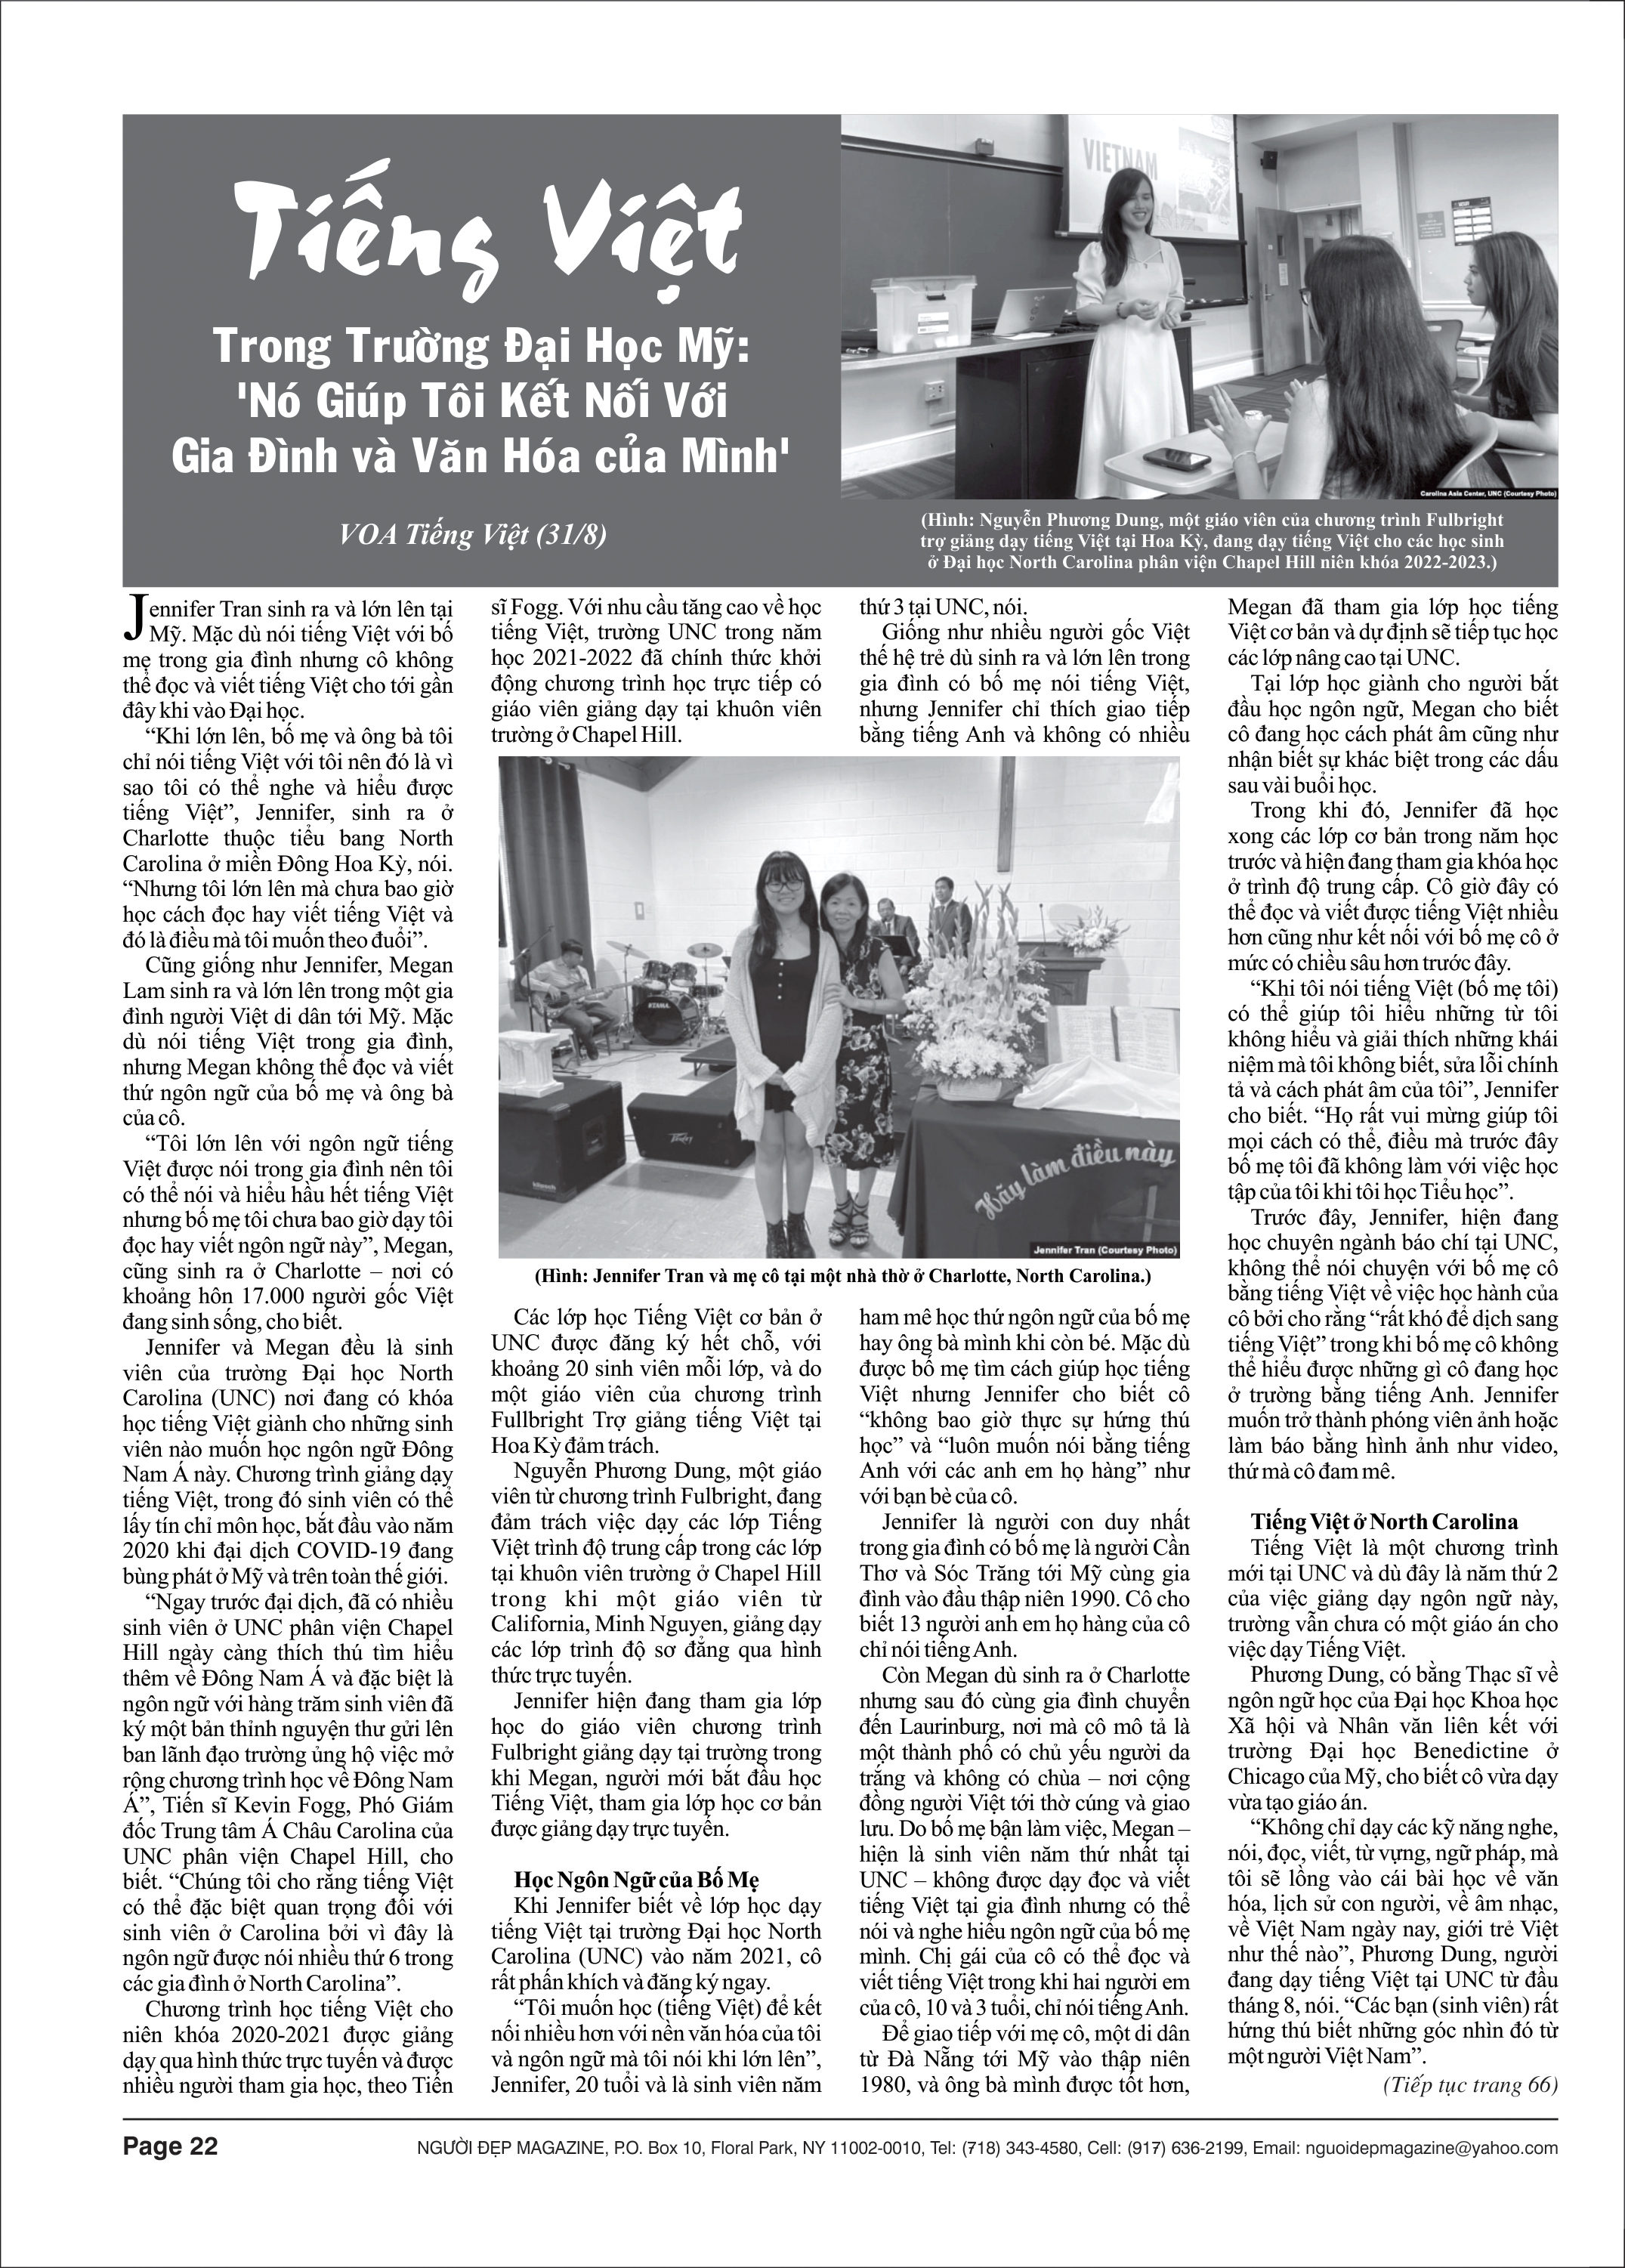 Tiếng Việt
Trong Trường Đại Học Mỹ:
'Nó Giúp Tôi Kết Nối Với
Gia Đình và Văn Hóa của Mình'
VOA Tiếng Việt (31/8)
VIETNAM
Carolina Asia Center, UNC (Courtesy Photo)
(Hình: Nguyễn Phương Dung, một giáo viên của chương trình Fulbright
trợ giảng dạy tiếng Việt tại Hoa Kỳ, đang dạy tiếng Việt cho các học sinh
ở Đại học North Carolina phân viện Chapel Hill niên khóa 2022-2023.)
Jennifer Tran sinh ra và lớn lên tại
Mỹ. Mặc dù nói tiếng Việt với bố
mẹ trong gia đình nhưng cô không
thể đọc và viết tiếng Việt cho tới gần
đây khi vào Đại học.
“Khi lớn lên, bố mẹ và ông bà tôi
chỉ nói tiếng Việt với tôi nên đó là vì
sao tôi có thể nghe và hiểu được
tiếng Việt”, Jennifer, sinh ra ở
Charlotte thuộc tiểu bang North
Carolina ở miền Đông Hoa Kỳ, nói.
“Nhưng tôi lớn lên mà chưa bao giờ
học cách đọc hay viết tiếng Việt và
đó là điều mà tôi muốn theo đuổi”.
Cũng giống như Jennifer, Megan
Lam sinh ra và lớn lên trong một gia
đình người Việt di dân tới Mỹ. Mặc
dù nói tiếng Việt trong gia đình,
nhưng Megan không thể đọc và viết
thứ ngôn ngữ của bố mẹ và ông bà
của cô.
“Tôi lớn lên với ngôn ngữ tiếng
Việt được nói trong gia đình nên tôi
có thể nói và hiểu hầu hết tiếng Việt
nhưng bố mẹ tôi chưa bao giờ dạy tôi
đọc hay viết ngôn ngữ này”, Megan,
cũng sinh ra ở Charlotte – nơi có
khoảng hôn 17.000 người gốc Việt
đang sinh sống, cho biết.
Jennifer và Megan đều là sinh
viên của trường Đại học North
Carolina (UNC) nơi đang có khóa
học tiếng Việt giành cho những sinh
viên nào muốn học ngôn ngữ Đông
Nam Á này. Chương trình giảng dạy
tiếng Việt, trong đó sinh viên có thể
lấy tín chỉ môn học, bắt đầu vào năm
2020 khi đại dịch COVID-19 đang
bùng phát ở Mỹ và trên toàn thế giới.
“Ngay trước đại dịch, đã có nhiều
sinh viên ở UNC phân viện Chapel
Hill ngày càng thích thú tìm hiểu
thêm về Đông Nam Á và đặc biệt là
ngôn ngữ với hàng trăm sinh viên đã
ký một bản thỉnh nguyện thư gửi lên
ban lãnh đạo trường ủng hộ việc mở
rộng chương trình học về Đông Nam
Á”, Tiến sĩ Kevin Fogg, Phó Giám
đốc Trung tâm Á Châu Carolina của
UNC phân viện Chapel Hill, cho
biết. “Chúng tôi cho rằng tiếng Việt
có thể đặc biệt quan trọng đối với
sinh viên ở Carolina bởi vì đây là
ngôn ngữ được nói nhiều thứ 6 trong
các gia đình ở North Carolina”.
Chương trình học tiếng Việt cho
niên khóa 2020-2021 được giảng
dạy qua hình thức trực tuyến và được
nhiều người tham gia học, theo Tiến
sĩ Fogg. Với nhu cầu tăng cao về học
tiếng Việt, trường UNC trong năm
học 2021-2022 đã chính thức khởi
động chương trình học trực tiếp có
giáo viên giảng dạy tại khuôn viên
trường ở Chapel Hill.
TAMA
Peavey
Hãy làm điều này
Jennifer Tran (Courtesy Photo)
(Hình: Jennifer Tran và mẹ cô tại một nhà thờ ở Charlotte, North Carolina.)
Các lớp học Tiếng Việt cơ bản ở
UNC được đăng ký hết chỗ, với
khoảng 20 sinh viên mỗi lớp, và do
một giáo viên của chương trình
Fullbright Trợ giảng tiếng Việt tại
Hoa Kỳ đảm trách.
Nguyễn Phương Dung, một giáo
viên từ chương trình Fulbright, đang
đảm trách việc dạy các lớp Tiếng
Việt trình độ trung cấp trong các lớp
tại khuôn viên trường ở Chapel Hill
trong khi một giáo viên từ
California, Minh Nguyen, giảng dạy
các lớp trình độ sơ đẳng qua hình
thức trực tuyến.
Jennifer hiện đang tham gia lớp
học do giáo viên chương trình
Fulbright giảng dạy tại trường trong
khi Megan, người mới bắt đầu học
Tiếng Việt, tham gia lớp học cơ bản
được giảng dạy trực tuyến.
Học Ngôn Ngữ của Bố Mẹ
Khi Jennifer biết về lớp học dạy
tiếng Việt tại trường Đại học North
Carolina (UNC) vào năm 2021, cô
rất phấn khích và đăng ký ngay.
“Tôi muốn học (tiếng Việt) để kết
nối nhiều hơn với nền văn hóa của tôi
và ngôn ngữ mà tôi nói khi lớn lên”,
Jennifer, 20 tuổi và là sinh viên năm
thứ 3 tại UNC, nói.
Giống như nhiều người gốc Việt
thế hệ trẻ dù sinh ra và lớn lên trong
gia đình có bố mẹ nói tiếng Việt,
nhưng Jennifer chỉ thích giao tiếp
bằng tiếng Anh và không có nhiều
ham mê học thứ ngôn ngữ của bố mẹ
hay ông bà mình khi còn bé. Mặc dù
được bố mẹ tìm cách giúp học tiếng
Việt nhưng Jennifer cho biết cô
“không bao giờ thực sự hứng thú
học” và “luôn muốn nói bằng tiếng
Anh với các anh em họ hàng” như
với bạn bè của cô.
Jennifer là người con duy nhất
trong gia đình có bố mẹ là người Cần
Thơ và Sóc Trăng tới Mỹ cùng gia
đình vào đầu thập niên 1990. Cô cho
biết 13 người anh em họ hàng của cô
chỉ nói tiếng Anh.
Còn Megan dù sinh ra ở Charlotte
nhưng sau đó cùng gia đình chuyển
đến Laurinburg, nơi mà cô mô tả là
một thành phố có chủ yếu người da
trắng và không có chùa – nơi cộng
đồng người Việt tới thờ cúng và giao
lưu. Do bố mẹ bận làm việc, Megan –
hiện là sinh viên năm thứ nhất tại
UNC – không được dạy đọc và viết
tiếng Việt tại gia đình nhưng có thể
nói và nghe hiểu ngôn ngữ của bố mẹ
mình. Chị gái của cô có thể đọc và
viết tiếng Việt trong khi hai người em
của cô, 10 và 3 tuổi, chỉ nói tiếng Anh.
Để giao tiếp với mẹ cô, một di dân
từ Đà Nẵng tới Mỹ vào thập niên
1980, và ông bà mình được tốt hơn,
Megan đã tham gia lớp học tiếng
Việt cơ bản và dự định sẽ tiếp tục học
các lớp nâng cao tại UNC.
Tại lớp học giành cho người bắt
đầu học ngôn ngữ, Megan cho biết
cô đang học cách phát âm cũng như
nhận biết sự khác biệt trong các dấu
sau vài buổi học.
Trong khi đó, Jennifer đã học
xong các lớp cơ bản trong năm học
trước và hiện đang tham gia khóa học
ở trình độ trung cấp. Cô giờ đây có
thể đọc và viết được tiếng Việt nhiều
hơn cũng như kết nối với bố mẹ cô ở
mức có chiều sâu hơn trước đây.
“Khi tôi nói tiếng Việt (bố mẹ tôi)
có thể giúp tôi hiểu những từ tôi
không hiểu và giải thích những khái
niệm mà tôi không biết, sửa lỗi chính
tả và cách phát âm của tôi”, Jennifer
cho biết. “Họ rất vui mừng giúp tôi
mọi cách có thể, điều mà trước đây
bố mẹ tôi đã không làm với việc học
tập của tôi khi tôi học Tiểu học”.
Trước đây, Jennifer, hiện đang
học chuyên ngành báo chí tại UNC,
không thể nói chuyện với bố mẹ cô
bằng tiếng Việt về việc học hành của
cô bởi cho rằng “rất khó để dịch sang
tiếng Việt” trong khi bố mẹ cô không
thể hiểu được những gì cô đang học
ở trường bằng tiếng Anh. Jennifer
muốn trở thành phóng viên ảnh hoặc
làm báo bằng hình ảnh như video,
thứ mà cô đam mê.
Tiếng Việt ở North Carolina
Tiếng Việt là một chương trình
mới tại UNC và dù đây là năm thứ 2
của việc giảng dạy ngôn ngữ này,
trường vẫn chưa có một giáo án cho
việc dạy Tiếng Việt.
Phương Dung, có bằng Thạc sĩ về
ngôn ngữ học của Đại học Khoa học
Xã hội và Nhân văn liên kết với
trường Đại học Benedictine ở
Chicago của Mỹ, cho biết cô vừa dạy
vừa tạo giáo án.
“Không chỉ dạy các kỹ năng nghe,
nói, đọc, viết, từ vựng, ngữ pháp, mà
tôi sẽ lồng vào cái bài học về văn
hóa, lịch sử con người, về âm nhạc,
về Việt Nam ngày nay, giới trẻ Việt
như thế nào”, Phương Dung, người
đang dạy tiếng Việt tại UNC từ đầu
tháng 8, nói. “Các bạn (sinh viên) rất
hứng thú biết những góc nhìn đó từ
một người Việt Nam”.
(Tiếp tục trang 66)
Page 22
NGƯỜI ĐẸP MAGAZINE, P.O. Box 10, Floral Park, NY 11002-0010, Tel: (718) 343-4580, Cell: (917) 636-2199, Email: nguoidepmagazine@yahoo.com